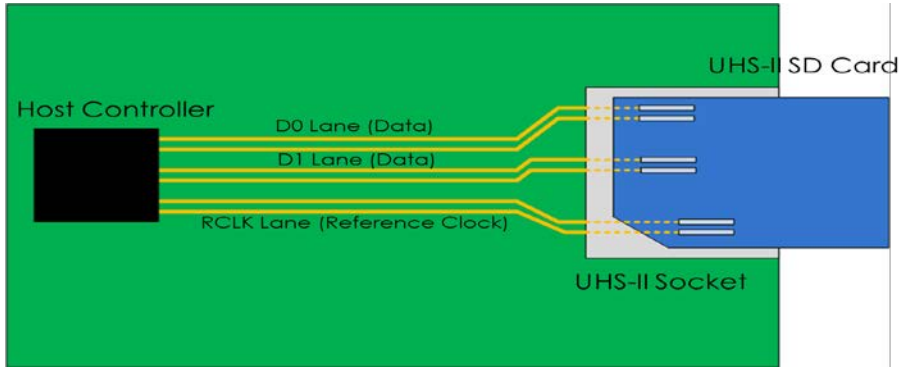 UHS-II SD Card
Host Controller
D0 Lane (Data)
D1 Lane (Data)
RCLK Lane (Reference Clock)
UHS-II Socket